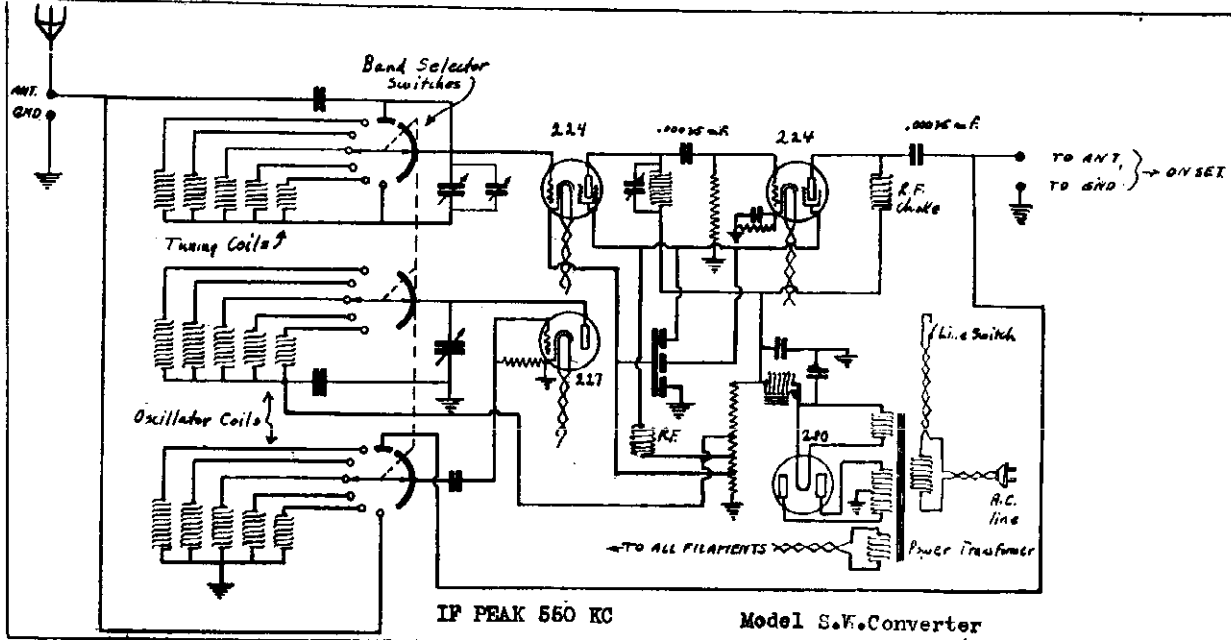 Band Selector
Switches
ANT.
GND
224
.00025 mF.
224
.00025 mF.
TO ANT.
TO GND
ON SET
R.F.
Choke
Tuning Coils
227
Line Switch
Oscillator Coils
R.F.
280
A.C.
line
TO ALL FILAMENTS
Power Transformer
IF PEAK 550 KC
Model S.W.Converter